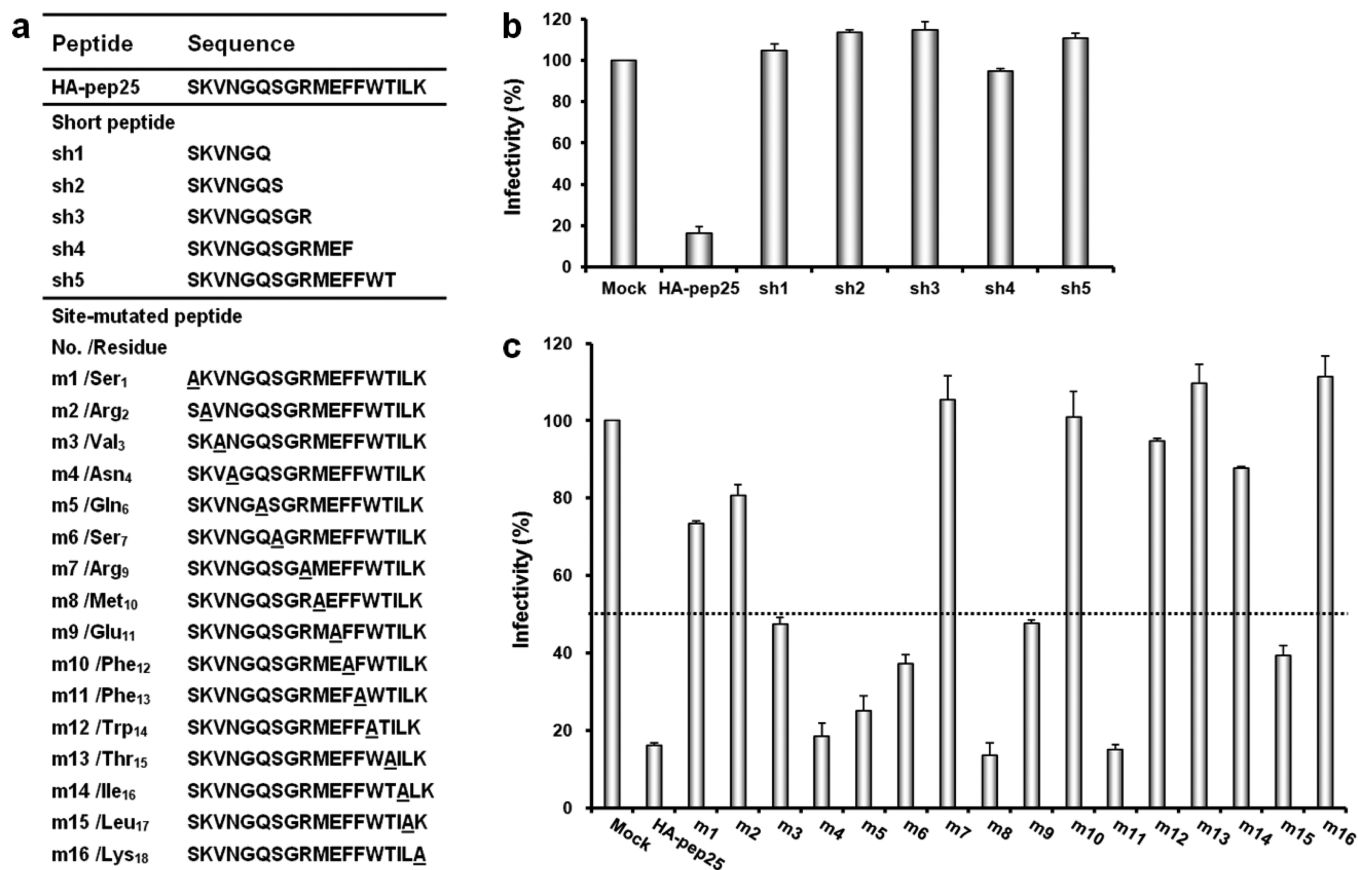 a
Peptide Sequence
HA-pep25 SKVNGQSGRMEFFWTILK
Short peptide
sh1 SKVNGQ
sh2 SKVNGQS
sh3 SKVNGQSGR
sh4 SKVNGQSGRMEF
sh5 SKVNGQSGRMEFFWT
Site-mutated peptide
No. /Residue
m1 /Ser1 AKVNGQSGRMEFFWTILK
m2 /Arg2 SAVNGQSGRMEFFWTILK
m3 /Val3 SKANGQSGRMEFFWTILK
m4 /Asn4 SKVAGQSGRMEFFWTILK
m5 /Gln6 SKVNGASGRMEFFWTILK
m6 /Ser7 SKVNGQAGRMEFFWTILK
m7 /Arg9 SKVNGQSGAMEFFWTILK
m8 /Met10 SKVNGQSGRAEFFWTILK
m9 /Glu11 SKVNGQSGRMAFFWTILK
m10 /Phe12 SKVNGQSGRMEAFWTILK
m11 /Phe13 SKVNGQSGRMEFAWTILK
m12 /Trp14 SKVNGQSGRMEFFATILK
m13 /Thr15 SKVNGQSGRMEFFWAILK
m14 /Ile16 SKVNGQSGRMEFFWTALK
m15 /Leu17 SKVNGQSGRMEFFWTIAK
m16 /Lys18 SKVNGQSGRMEFFWTILA
b
Infectivity (%)
120
100
80
60
40
20
0
Mock HA-pep25 sh1 sh2 sh3 sh4 sh5
c
Infectivity (%)
120
100
80
60
40
20
0
Mock HA-pep25 m1 m2 m3 m4 m5 m6 m7 m8 m9 m10 m11 m12 m13 m14 m15 m16